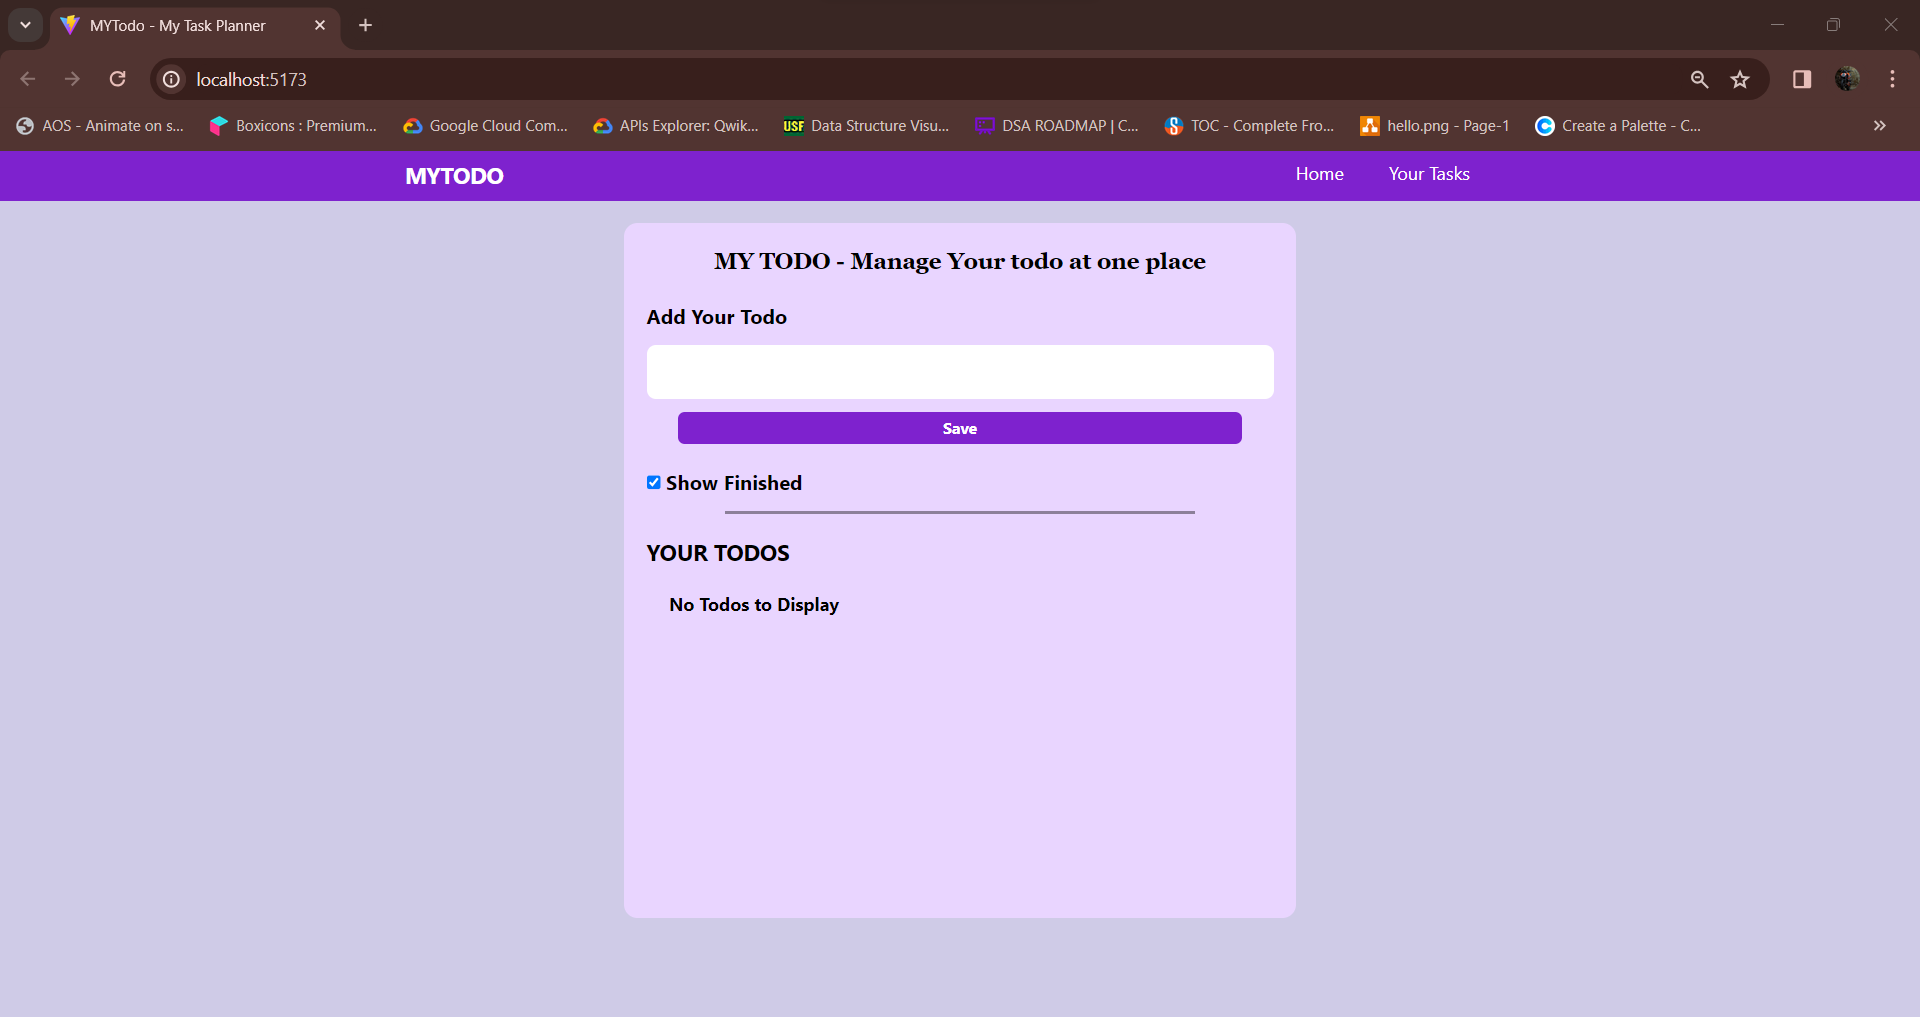 MYTodo - My Task Planner
localhost:5173
AOS - Animate on s...
Boxicons : Premium...
Google Cloud Com...
APIs Explorer: Qwik...
USF Data Structure Visu...
DSA ROADMAP | C...
TOC - Complete Fro...
hello.png - Page-1
Create a Palette - C...
MYTODO
Home
Your Tasks
MY TODO - Manage Your todo at one place
Add Your Todo
Save
Show Finished
YOUR TODOS
No Todos to Display